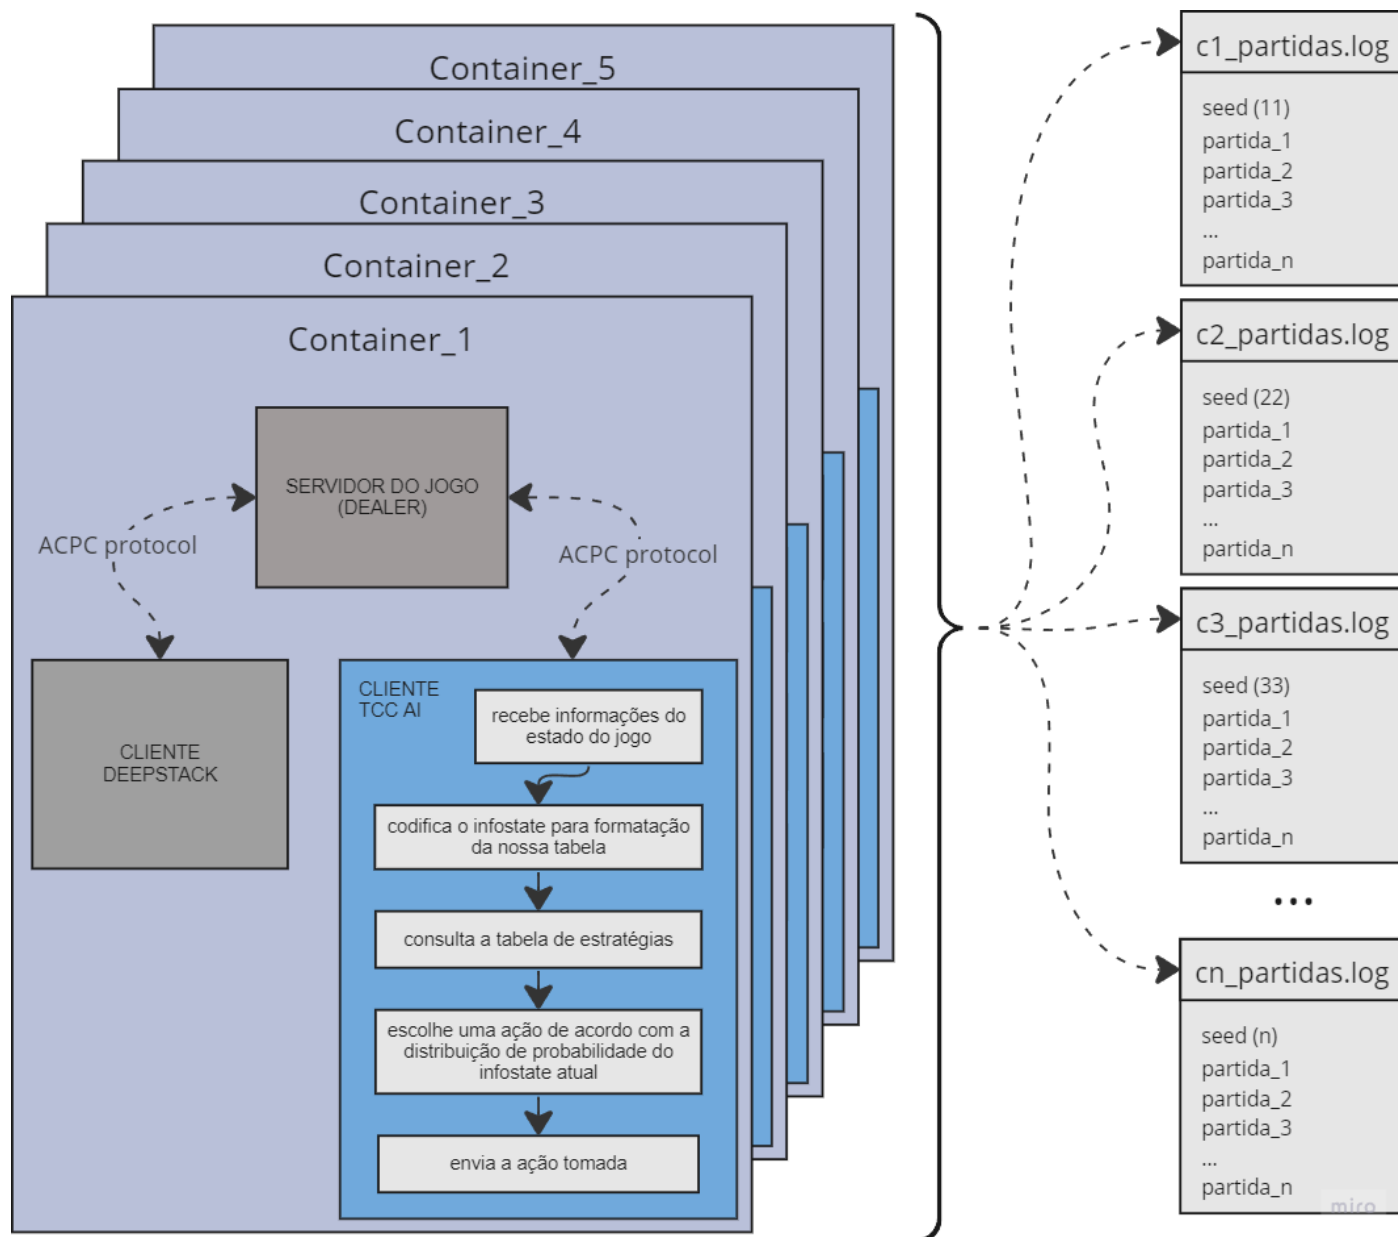 Container_5
Container_4
Container_3
Container_2
Container_1
SERVIDOR DO JOGO
(DEALER)
ACPC protocol
ACPC protocol
CLIENTE
DEEPSTACK
CLIENTE
TCC AI
recebe informações do
estado do jogo
codifica o infostate para formatação
da nossa tabela
consulta a tabela de estratégias
escolhe uma ação de acordo com a
distribuição de probabilidade do
infostate atual
envia a ação tomada
c1_partidas.log
seed (11)
partida_1
partida_2
partida_3
...
partida_n
c2_partidas.log
seed (22)
partida_1
partida_2
partida_3
...
partida_n
c3_partidas.log
seed (33)
partida_1
partida_2
partida_3
...
partida_n
...
cn_partidas.log
seed (n)
partida_1
partida_2
partida_3
...
partida_n
miro